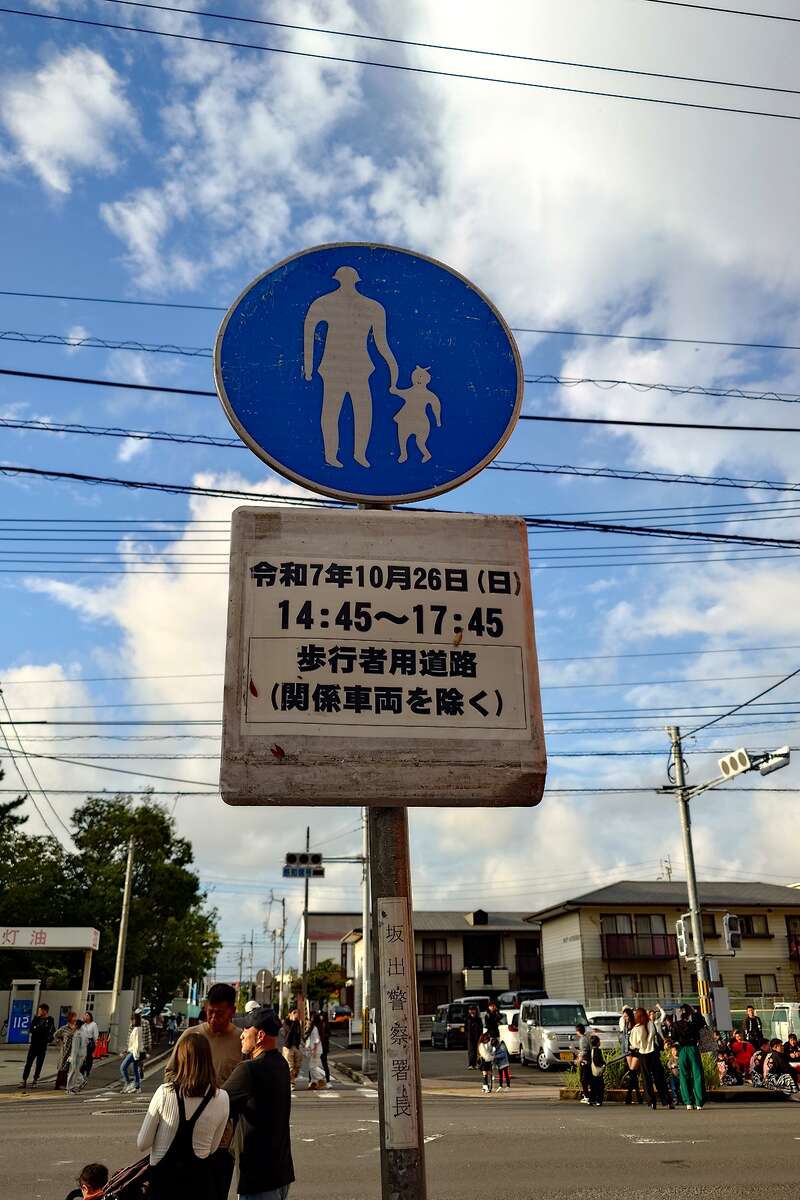 令和7年10月26日(日)
14:45〜17:45
歩行者用道路
(関係車両を除く)
坂出警察署長
灯油
112